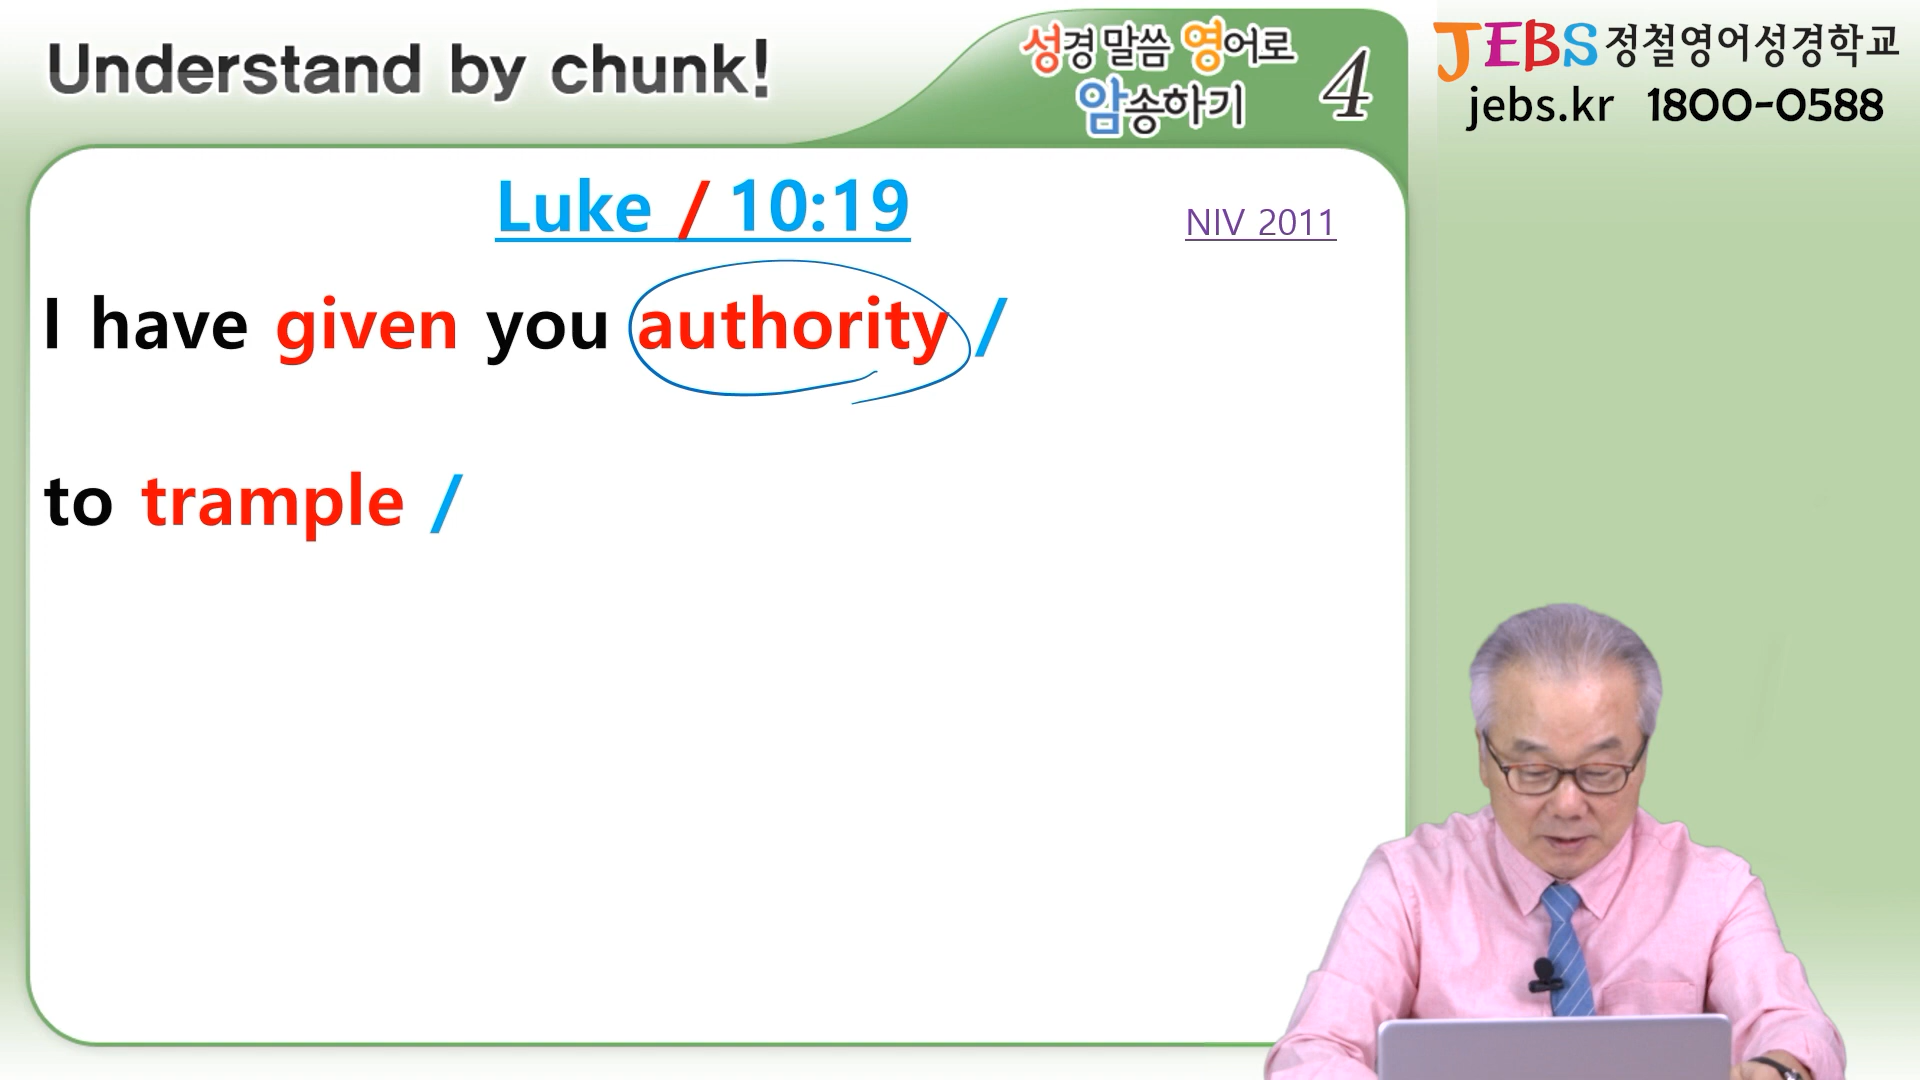 Understand by chunk!
성경말씀 영어로
암송하기
4
JEBS 정철영어성경학교
jebs.kr 1800-0588
Luke / 10:19
NIV 2011
I have given you authority /
to trample /